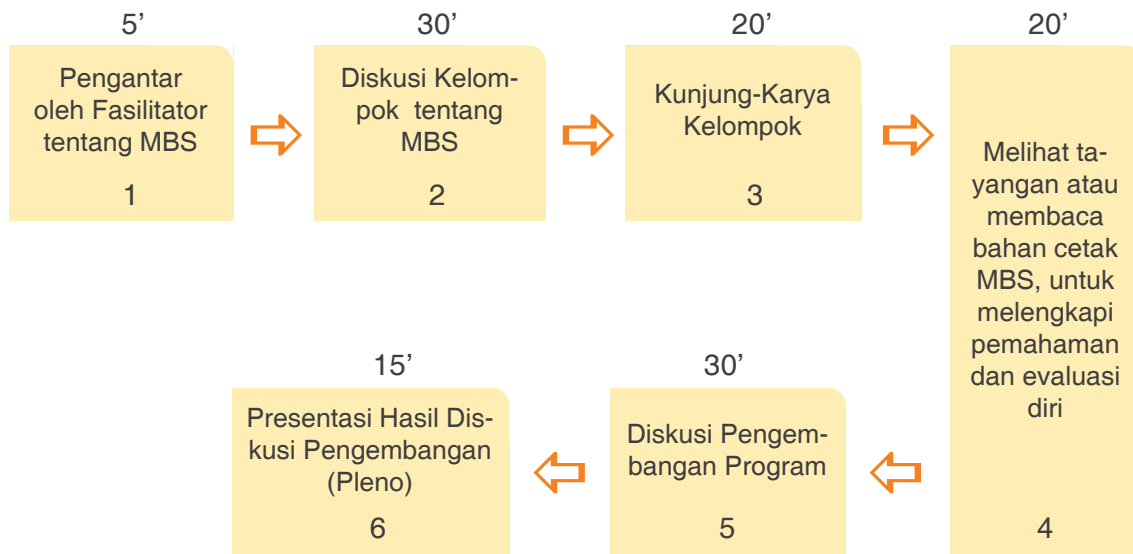 5’
Pengantar
oleh Fasilitator
tentang MBS
1
30’
Diskusi Kelom-
pok tentang
MBS
2
20’
Kunjung-Karya
Kelompok
3
20’
Melihat ta-
yangan atau
membaca
bahan cetak
MBS, untuk
melengkapi
pemahaman
dan evaluasi
diri
4
30’
Diskusi Pengem-
bangan Program
5
15’
Presentasi Hasil Dis-
kusi Pengembangan
(Pleno)
6